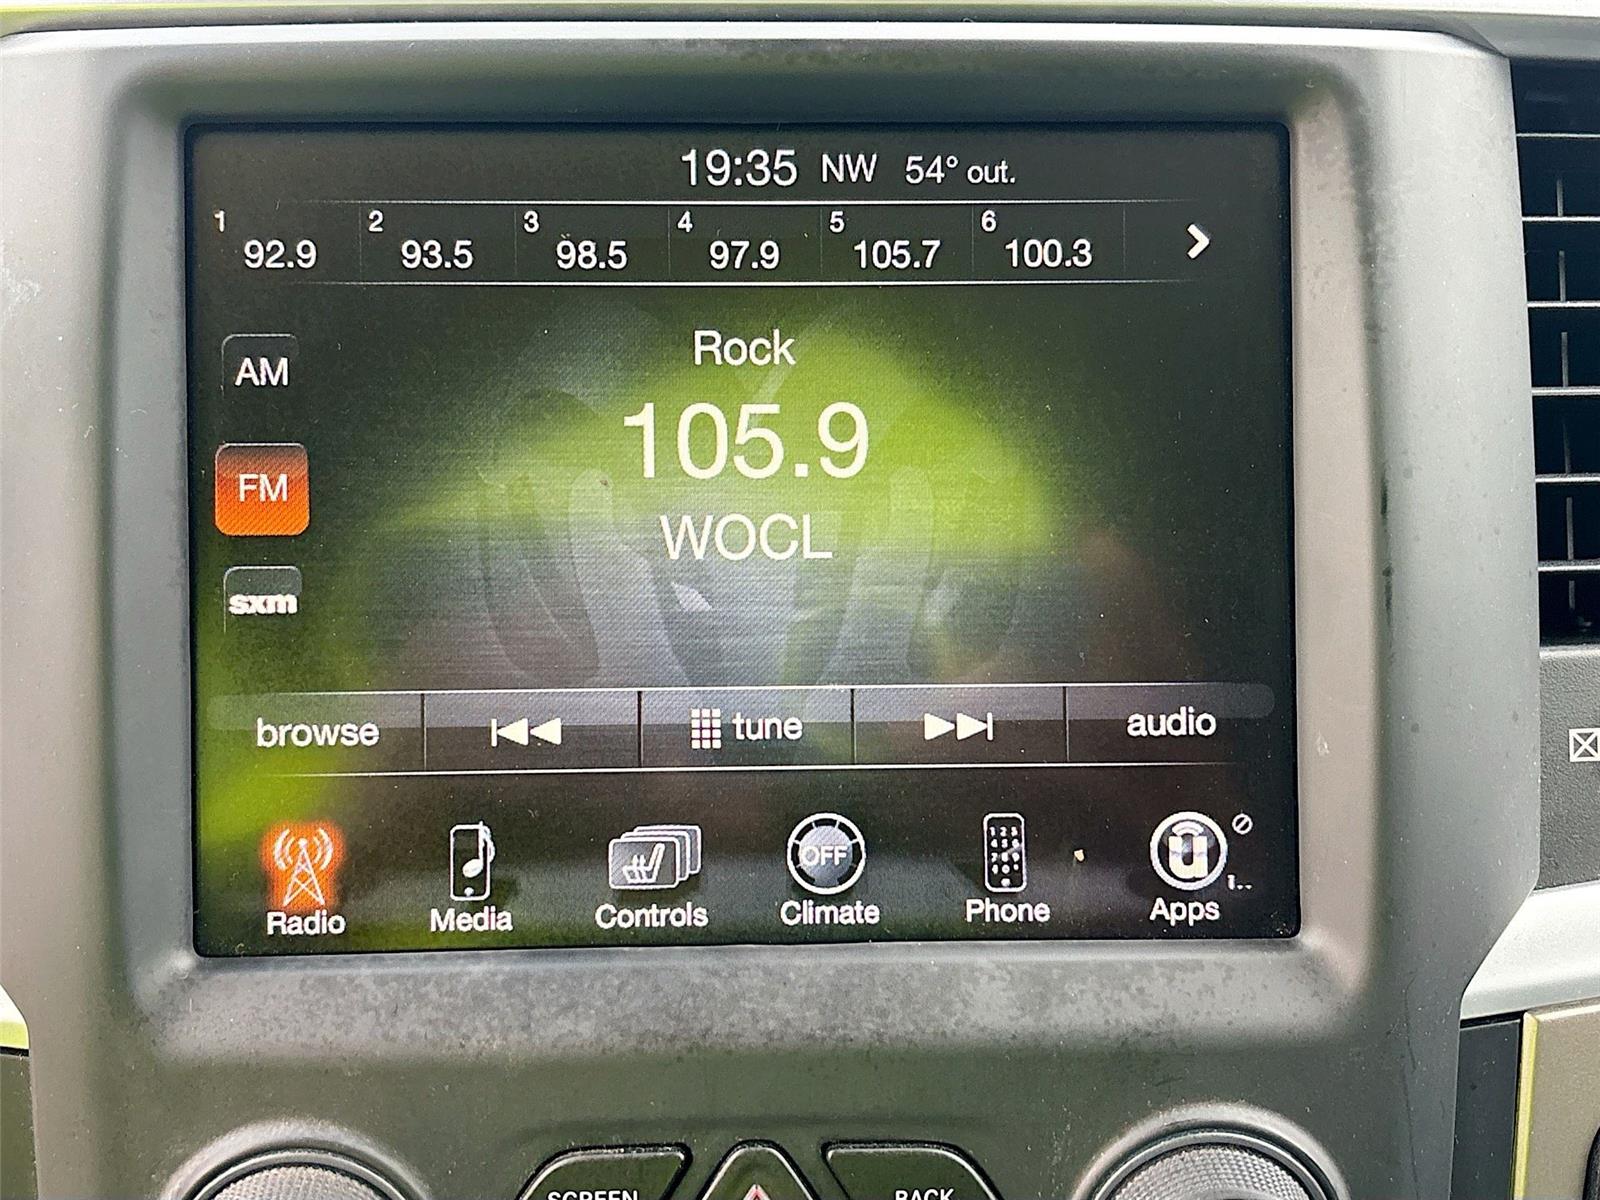 19:35 NW 54° out.
1 2 3 4 5 6
92.9 93.5 98.5 97.9 105.7 100.3
Rock
AM
105.9
FM
WOCL
sxm
browse tune audio
OFF
Radio Media Controls Climate Phone Apps
SCREEN BACK